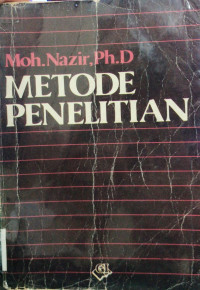 Moh. Nazir, Ph.D
METODE
PENELITIAN